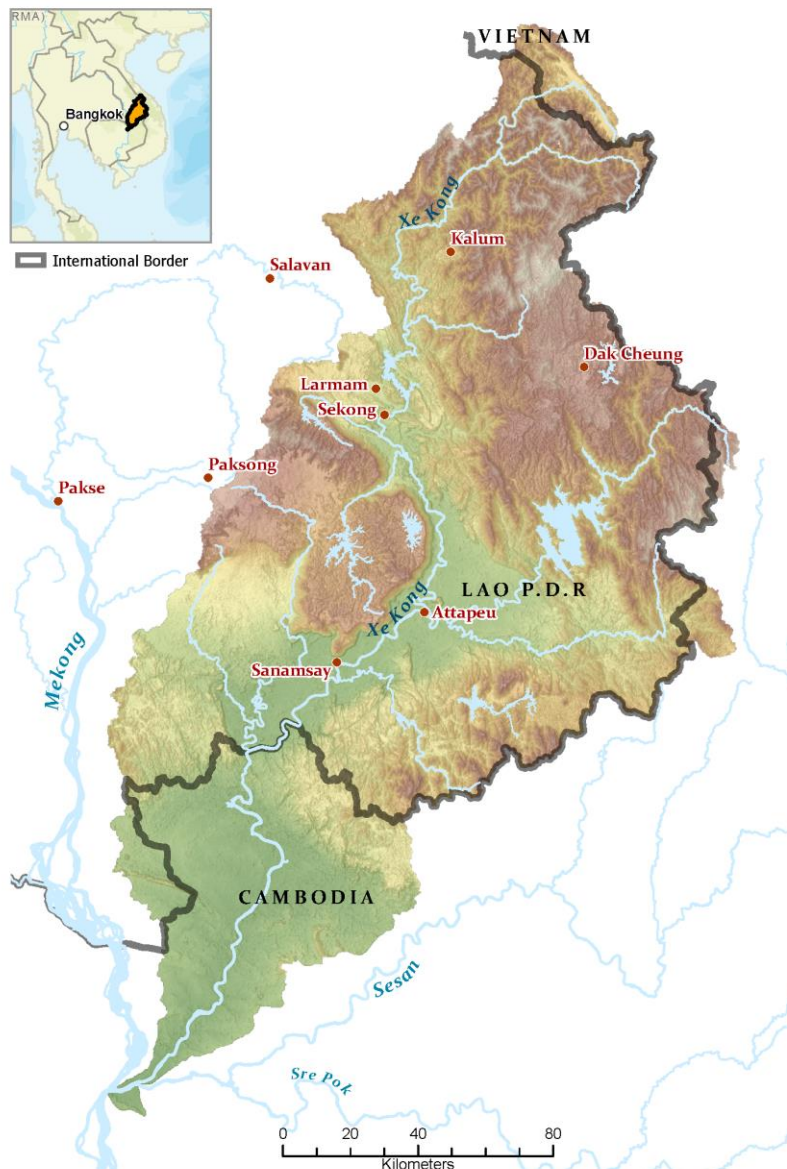 RMA)
Bangkok
International Border
VIETNAM
Xe Kong
Kalum
Salavan
Dak Cheung
Larmam
Sekong
Paksong
Pakse
LAO P.D.R
Xe Kong
Attapeu
Mekong
Sanamsay
CAMBODIA
Sesan
Sre Pok
0 20 40 80
Kilometers